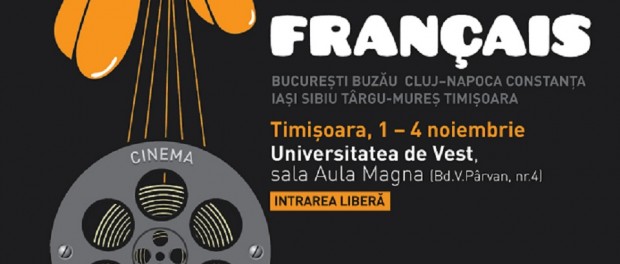 FRANÇAIS
BUCUREȘTI BUZĂU CLUJ–NAPOCA CONSTANȚA
IAȘI SIBIU TÂRGU-MUREȘ TIMIȘOARA
Timișoara, 1 – 4 noiembrie
Universitatea de Vest,
sala Aula Magna (Bd.V.Pârvan, nr.4)
INTRAREA LIBERĂ
CINEMA